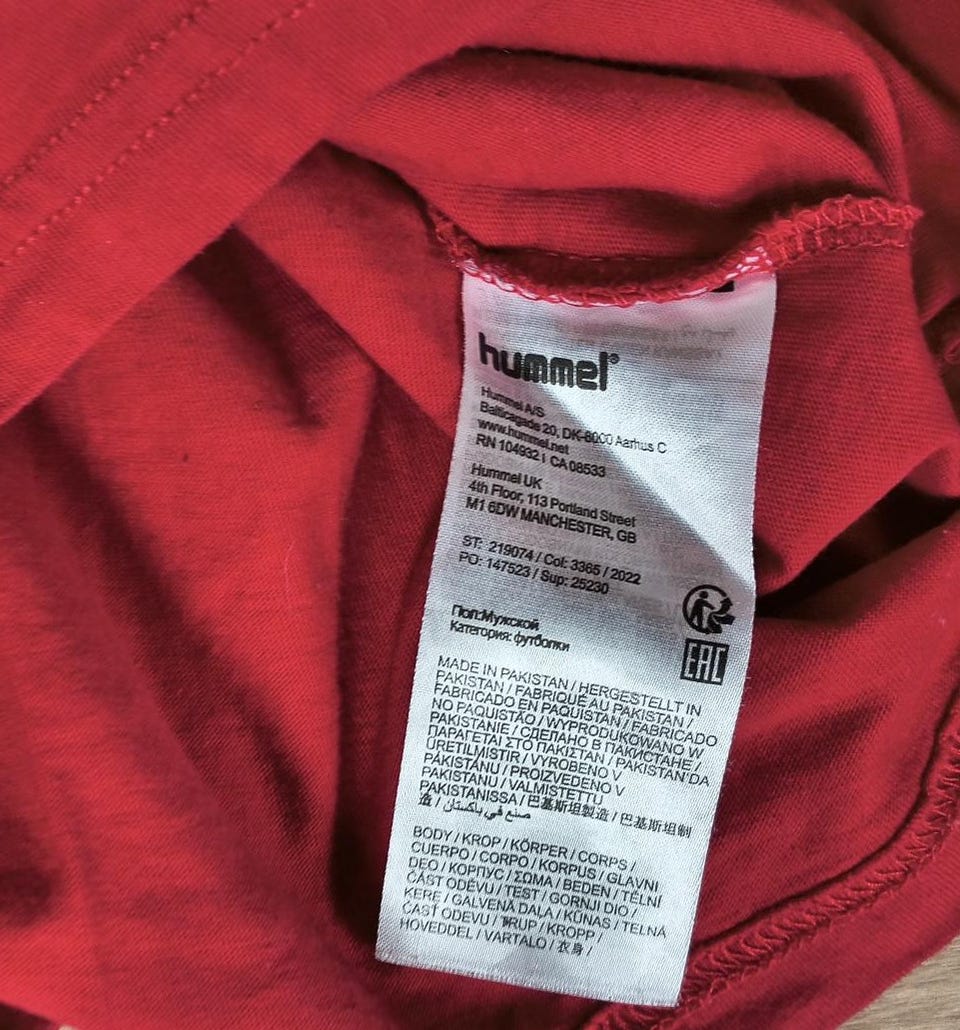 hummel®
Hummel A/S
Balticagade 20, DK-8000 Aarhus C
www.hummel.net
RN 104932 | CA 08533
Hummel UK
4th Floor, 113 Portland Street
M1 6DW MANCHESTER, GB
ST: 219074 / Col: 3365 / 2022
PO: 147523 / Sup: 25230
Пол:Мужской
Категория: футболки
EAC
MADE IN PAKISTAN / HERGESTELLT IN
PAKISTAN / FABRIQUÉ AU PAKISTAN /
FABRICADO EN PAQUISTÁN / FABRICADO
NO PAQUISTÃO / WYPRODUKOWANO W
PAKISTANIE / СДЕЛАНО В ПАКИСТАНЕ /
ΠΑΡΑΓΕΤΑΙ ΣΤΟ ΠΑΚΙΣΤΑΝ / PAKISTAN'DA
ÜRETILMISTIR / VYROBENO V
PÁKISTÁNU / PROIZVEDENO V
PAKISTANU / VALMISTETTU
PAKISTANISSA / 巴基斯坦製造 / 巴基斯坦制
造 / صنع في باكستان
BODY / KROP / KÖRPER / CORPS /
CUERPO / CORPO / KORPUS / GLAVNI
DEO / КОРПУС / ΣΩΜΑ / BEDEN / TĚLNÍ
ČÁST ODĚVU / TEST / GORNJI DIO /
KERE / GALVENĀ DAĻA / KŪNAS / TELNÁ
ČASŤ ODEVU / TRUP / KROPP /
HOVEDDEL / VARTALO / 衣身 /